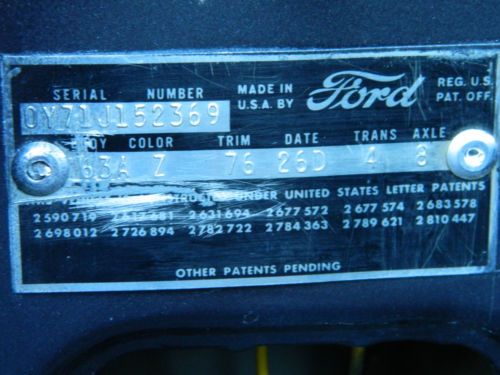 SERIAL NUMBER MADE IN U.S.A. BY Ford REG. U.S. PAT. OFF.
0Y71J152369
BODY COLOR TRIM DATE TRANS AXLE
63A Z 76 26D 4 8
UNDER UNITED STATES LETTER PATENTS
2 590 719 2 631 694 2 677 572 2 677 574 2 683 578
2 698 012 2 726 894 2 782 722 2 784 363 2 789 621 2 810 447
OTHER PATENTS PENDING